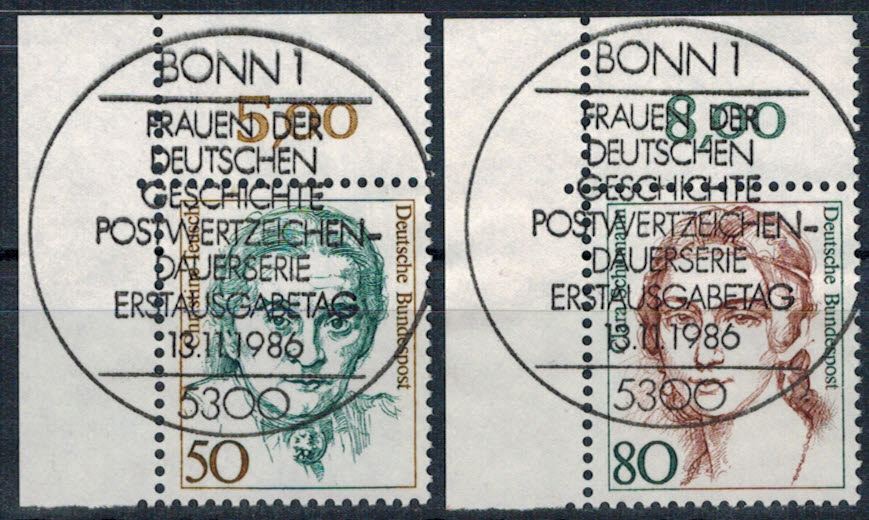 BONN 1
5,00
FRAUEN DER
DEUTSCHEN
GESCHICHTE
POSTWERTZEICHEN-
DAUERSERIE
ERSTAUSGABETAG
13.11.1986
5300
Christine Teusch
Deutsche Bundespost
50
BONN 1
8,00
FRAUEN DER
DEUTSCHEN
GESCHICHTE
POSTWERTZEICHEN-
DAUERSERIE
ERSTAUSGABETAG
13.11.1986
5300
Clara Schumann
Deutsche Bundespost
80